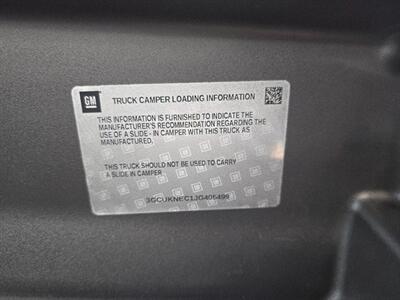 GM
TRUCK CAMPER LOADING INFORMATION
THIS INFORMATION IS FURNISHED TO INDICATE THE
MANUFACTURER'S RECOMMENDATION REGARDING THE
USE OF A SLIDE - IN CAMPER WITH THIS TRUCK AS
MANUFACTURED.
THIS TRUCK SHOULD NOT BE USED TO CARRY
A SLIDE IN CAMPER
3GCUKNEC1JG405499